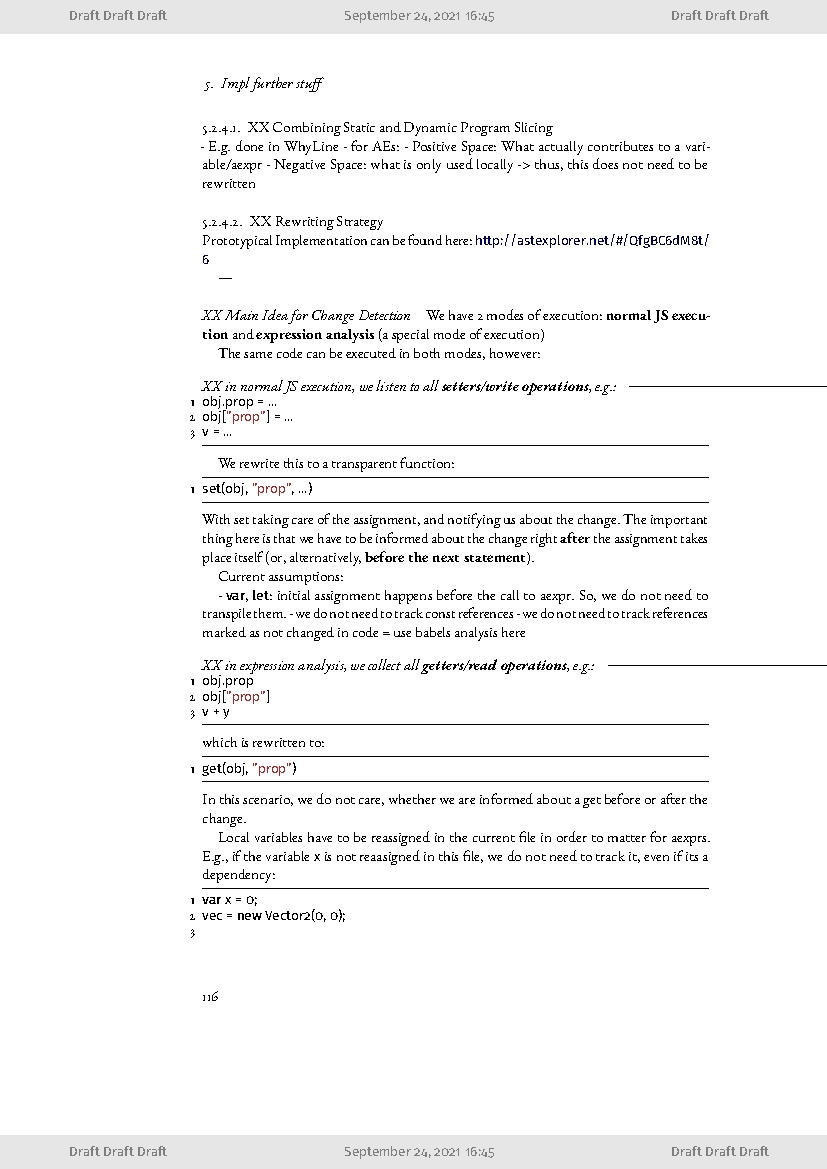 Draft Draft Draft September 24, 2021 16:45 Draft Draft Draft
5. Impl further stuff
5.2.4.1. XX Combining Static and Dynamic Program Slicing
- E.g. done in WhyLine - for AEs: - Positive Space: What actually contributes to a vari-
able/aexpr - Negative Space: what is only used locally -> thus, this does not need to be
rewritten
5.2.4.2. XX Rewriting Strategy
Prototypical Implementation can be found here: http://astexplorer.net/#/QfgBC6dM8t/
6
—
XX Main Idea for Change Detection We have 2 modes of execution: normal JS execu-
tion and expression analysis (a special mode of execution)
The same code can be executed in both modes, however:
XX in normal JS execution, we listen to all setters/write operations, e.g.:
1 obj.prop = ...
2 obj["prop"] = ...
3 v = ...
We rewrite this to a transparent function:
1 set(obj, "prop", ...)
With set taking care of the assignment, and notifying us about the change. The important
thing here is that we have to be informed about the change right after the assignment takes
place itself (or, alternatively, before the next statement).
Current assumptions:
- var, let: initial assignment happens before the call to aexpr. So, we do not need to
transpile them. - we do not need to track const references - we do not need to track references
marked as not changed in code = use babels analysis here
XX in expression analysis, we collect all getters/read operations, e.g.:
1 obj.prop
2 obj["prop"]
3 v + y
which is rewritten to:
1 get(obj, "prop")
In this scenario, we do not care, whether we are informed about a get before or after the
change.
Local variables have to be reassigned in the current file in order to matter for aexprs.
E.g., if the variable x is not reaasigned in this file, we do not need to track it, even if its a
dependency:
1 var x = 0;
2 vec = new Vector2(0, 0);
3
116
Draft Draft Draft September 24, 2021 16:45 Draft Draft Draft